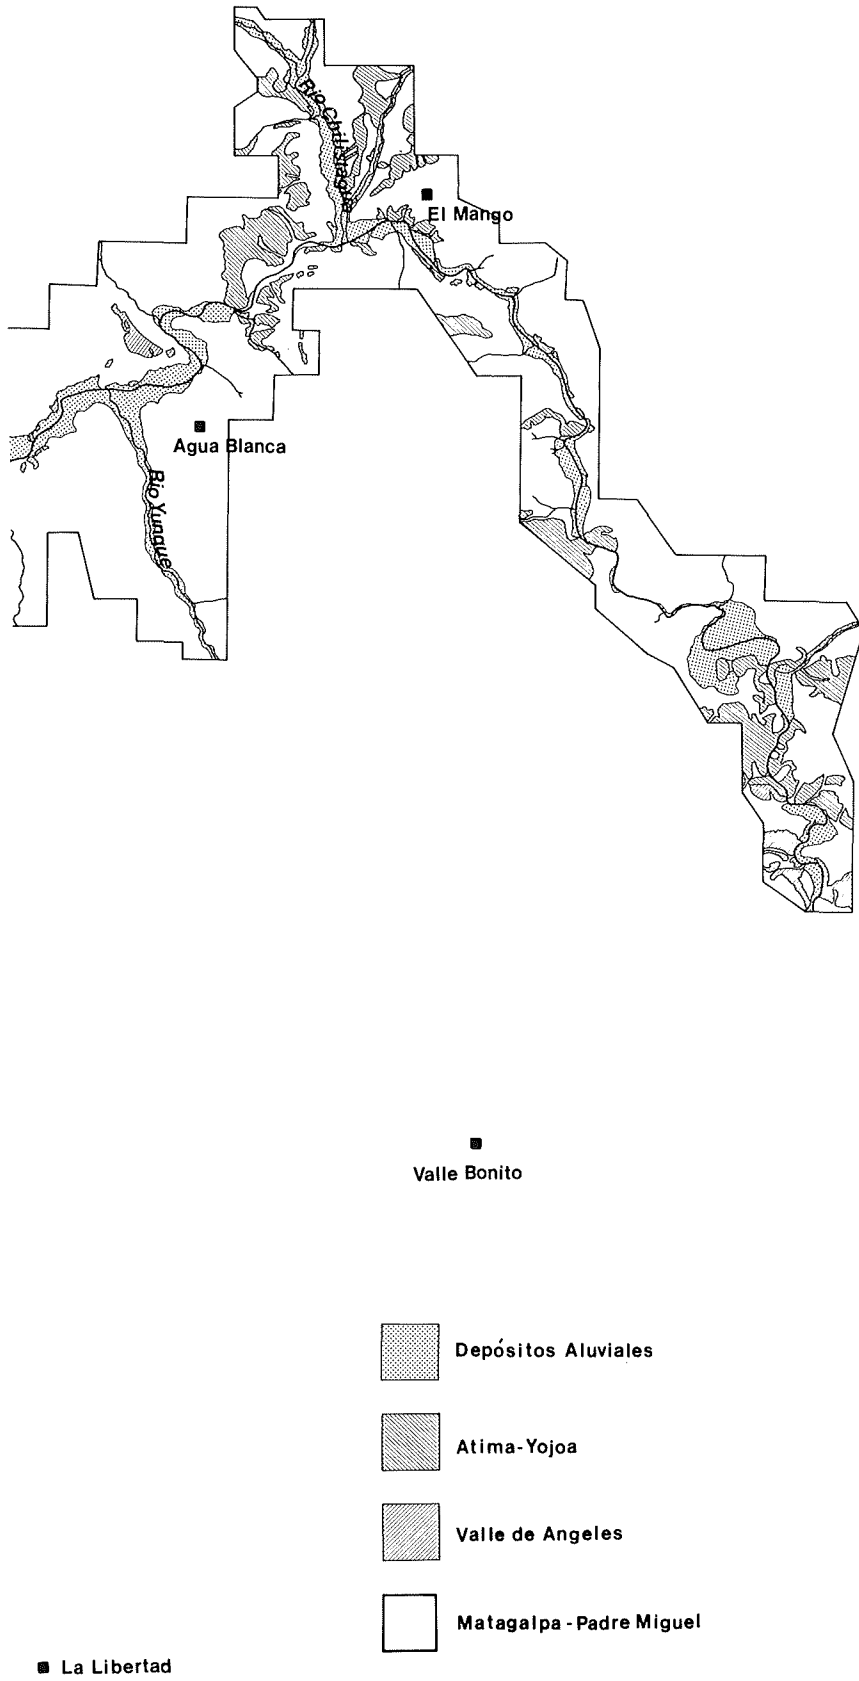 Río Chilistagua
El Mango
Agua Blanca
Río Yunque
Valle Bonito
Depósitos Aluviales
Atima-Yojoa
Valle de Angeles
Matagalpa-Padre Miguel
La Libertad